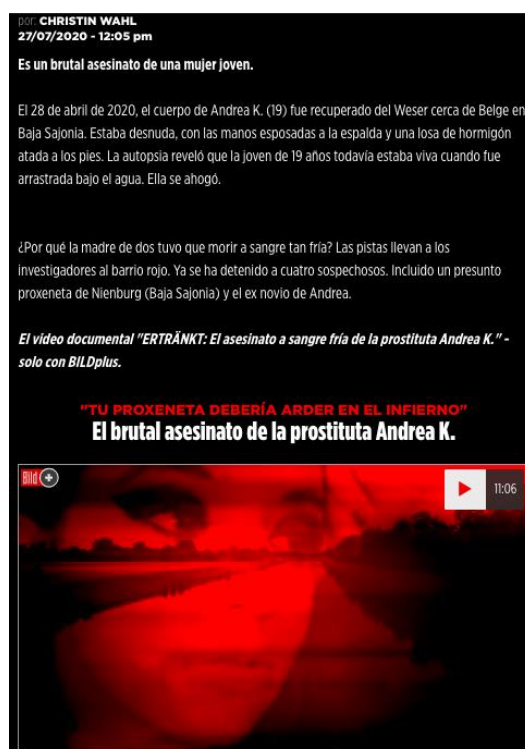 por: CHRISTIN WAHL
27/07/2020 - 12:05 pm
Es un brutal asesinato de una mujer joven.
El 28 de abril de 2020, el cuerpo de Andrea K. (19) fue recuperado del Weser cerca de Belge en
Baja Sajonia. Estaba desnuda, con las manos esposadas a la espalda y una losa de hormigón
atada a los pies. La autopsia reveló que la joven de 19 años todavía estaba viva cuando fue
arrastrada bajo el agua. Ella se ahogó.
¿Por qué la madre de dos tuvo que morir a sangre tan fría? Las pistas llevan a los
investigadores al barrio rojo. Ya se ha detenido a cuatro sospechosos. Incluido un presunto
proxeneta de Nienburg (Baja Sajonia) y el ex novio de Andrea.
El video documental "ERTRÄNKT: El asesinato a sangre fría de la prostituta Andrea K." -
solo con BILDplus.
"TU PROXENETA DEBERÍA ARDER EN EL INFIERNO"
El brutal asesinato de la prostituta Andrea K.
Bild +
11:06